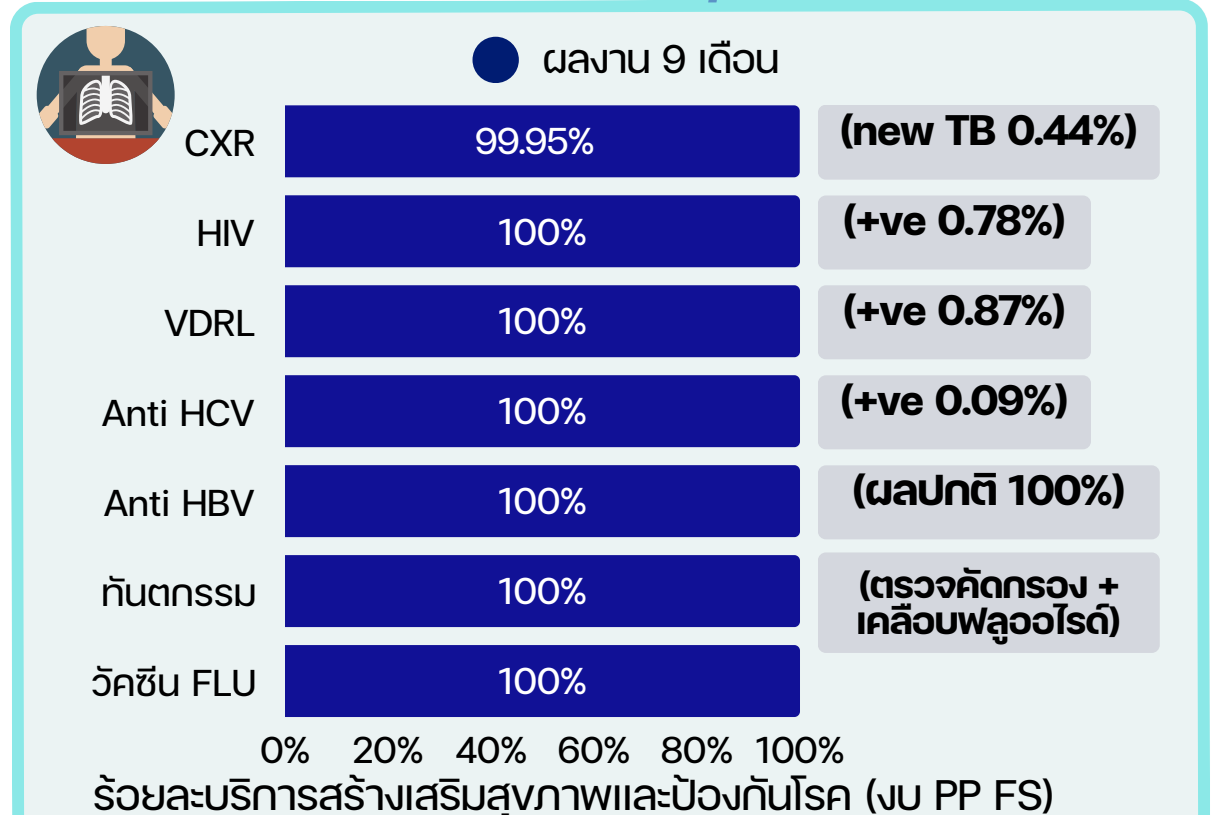 ผลงาน 9 เดือน
CXR 99.95% (new TB 0.44%)
HIV 100% (+ve 0.78%)
VDRL 100% (+ve 0.87%)
Anti HCV 100% (+ve 0.09%)
Anti HBV 100% (ผลปกติ 100%)
ทันตกรรม 100% (ตรวจคัดกรอง +
เคลือบฟลูออไรด์)
วัคซีน FLU 100%
0% 20% 40% 60% 80% 100%
ร้อยละบริการสร้างเสริมสุขภาพและป้องกันโรค (งบ PP FS)